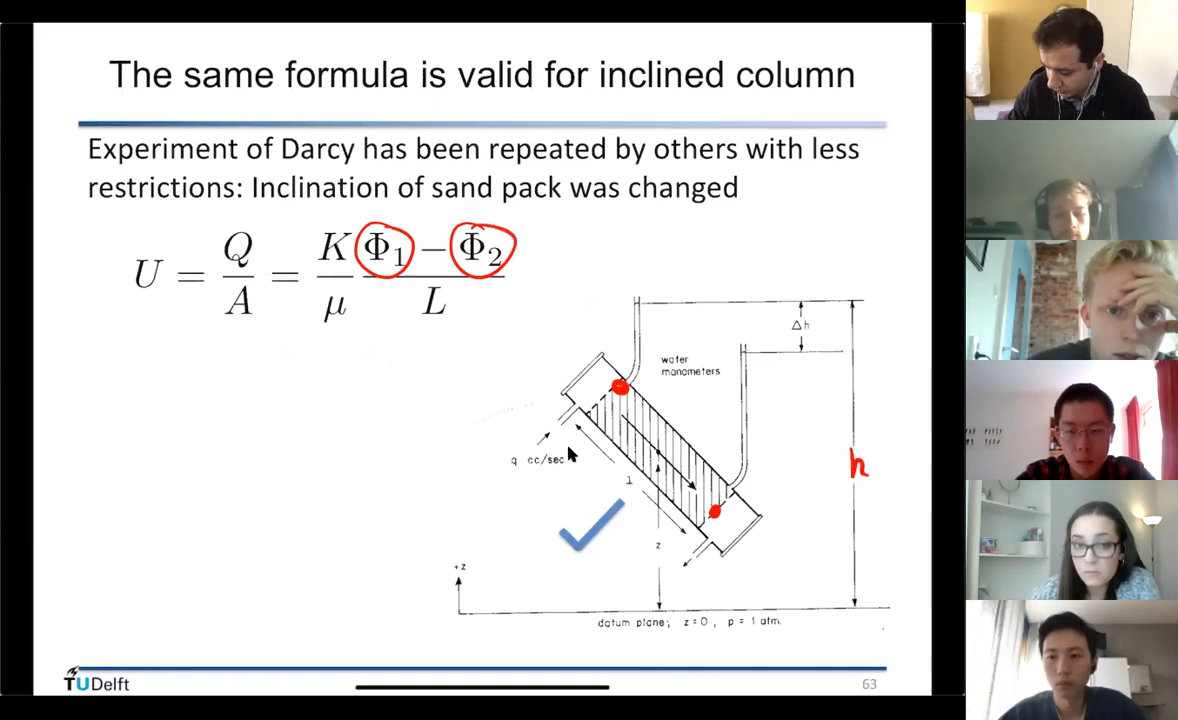 The same formula is valid for inclined column
Experiment of Darcy has been repeated by others with less
restrictions: Inclination of sand pack was changed
U = Q/A = K/μ (Φ₁ − Φ₂)/L
Δh
water
manometers
h
q cc/sec
l
z
+z
datum plane; z=0, p = 1 atm.
TUDelft
63